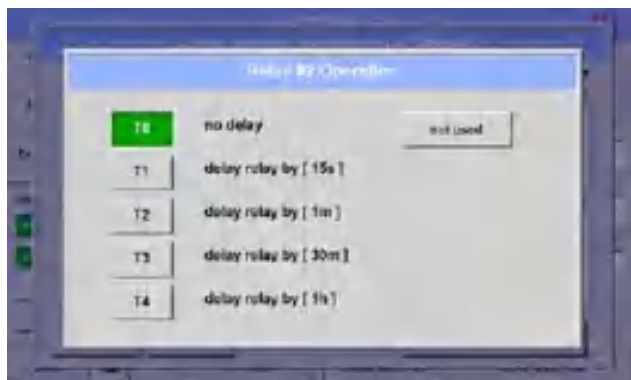 Relay #2 Operation
T0 no delay not used
T1 delay relay by [ 15s ]
T2 delay relay by [ 1m ]
T3 delay relay by [ 30m ]
T4 delay relay by [ 1h ]